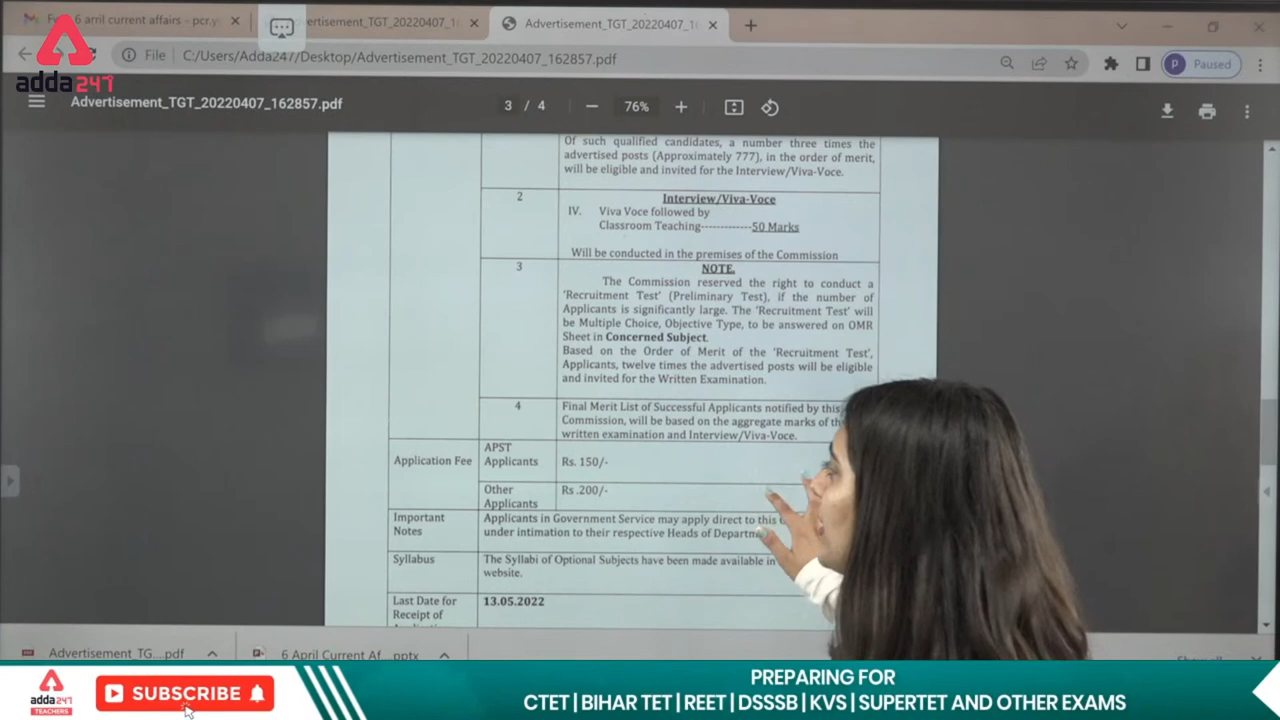 6 arril current affairs - pcr.y
dvertisement_TGT_20220407_1
Advertisement_TGT_20220407_16
File
C:/Users/Adda247/Desktop/Advertisement_TGT_20220407_162857.pdf
P Paused
adda247
Advertisement_TGT_20220407_162857.pdf
3 / 4
76%
Of such qualified candidates, a number three times the
advertised posts (Approximately 777), in the order of merit,
will be eligible and invited for the Interview/Viva-Voce.
2
Interview/Viva-Voce
IV. Viva Voce followed by
Classroom Teaching------------50 Marks
Will be conducted in the premises of the Commission
3
NOTE.
The Commission reserved the right to conduct a
'Recruitment Test' (Preliminary Test), if the number of
Applicants is significantly large. The 'Recruitment Test' will
be Multiple Choice, Objective Type, to be answered on OMR
Sheet in Concerned Subject.
Based on the Order of Merit of the 'Recruitment Test',
Applicants, twelve times the advertised posts will be eligible
and invited for the Written Examination.
4
Final Merit List of Successful Applicants notified by this
Commission, will be based on the aggregate marks of th
written examination and Interview/Viva-Voce.
Application Fee
APST
Applicants
Rs. 150/-
Other
Applicants
Rs .200/-
Important
Notes
Applicants in Government Service may apply direct to this
under intimation to their respective Heads of Departm
Syllabus
The Syllabi of Optional Subjects have been made available in
website.
Last Date for
Receipt of
13.05.2022
Advertisement_TG....pdf
6 April Current Af....pptx
adda247
TEACHERS
SUBSCRIBE
PREPARING FOR
CTET | BIHAR TET | REET | DSSSB | KVS | SUPERTET AND OTHER EXAMS